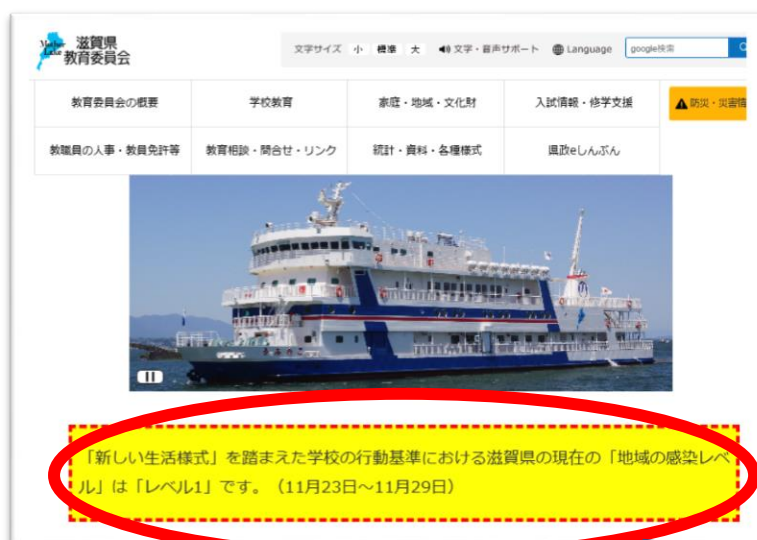 Mother Lake
滋賀県
教育委員会
文字サイズ 小 標準 大 文字・音声サポート Language google検索
教育委員会の概要 学校教育 家庭・地域・文化財 入試情報・修学支援 防災・災害情
教職員の人事・教員免許等 教育相談・問合せ・リンク 統計・資料・各種様式 県政eしんぶん
「新しい生活様式」を踏まえた学校の行動基準における滋賀県の現在の「地域の感染レベ
ル」は「レベル1」です。（11月23日～11月29日）